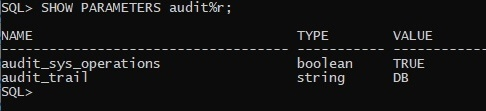 SQL> SHOW PARAMETERS audit%r;
NAME                                 TYPE        VALUE
------------------------------------ ----------- -------------
audit_sys_operations                 boolean     TRUE
audit_trail                          string      DB
SQL>